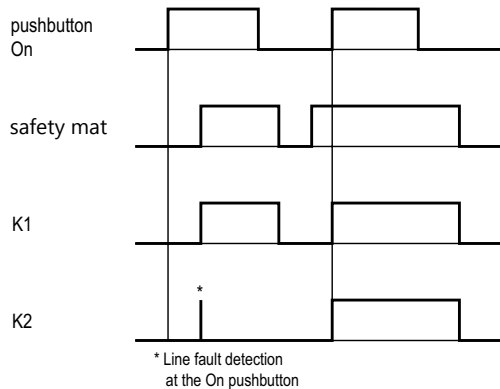 pushbutton
On
safety mat
K1
*
K2
* Line fault detection
at the On pushbutton